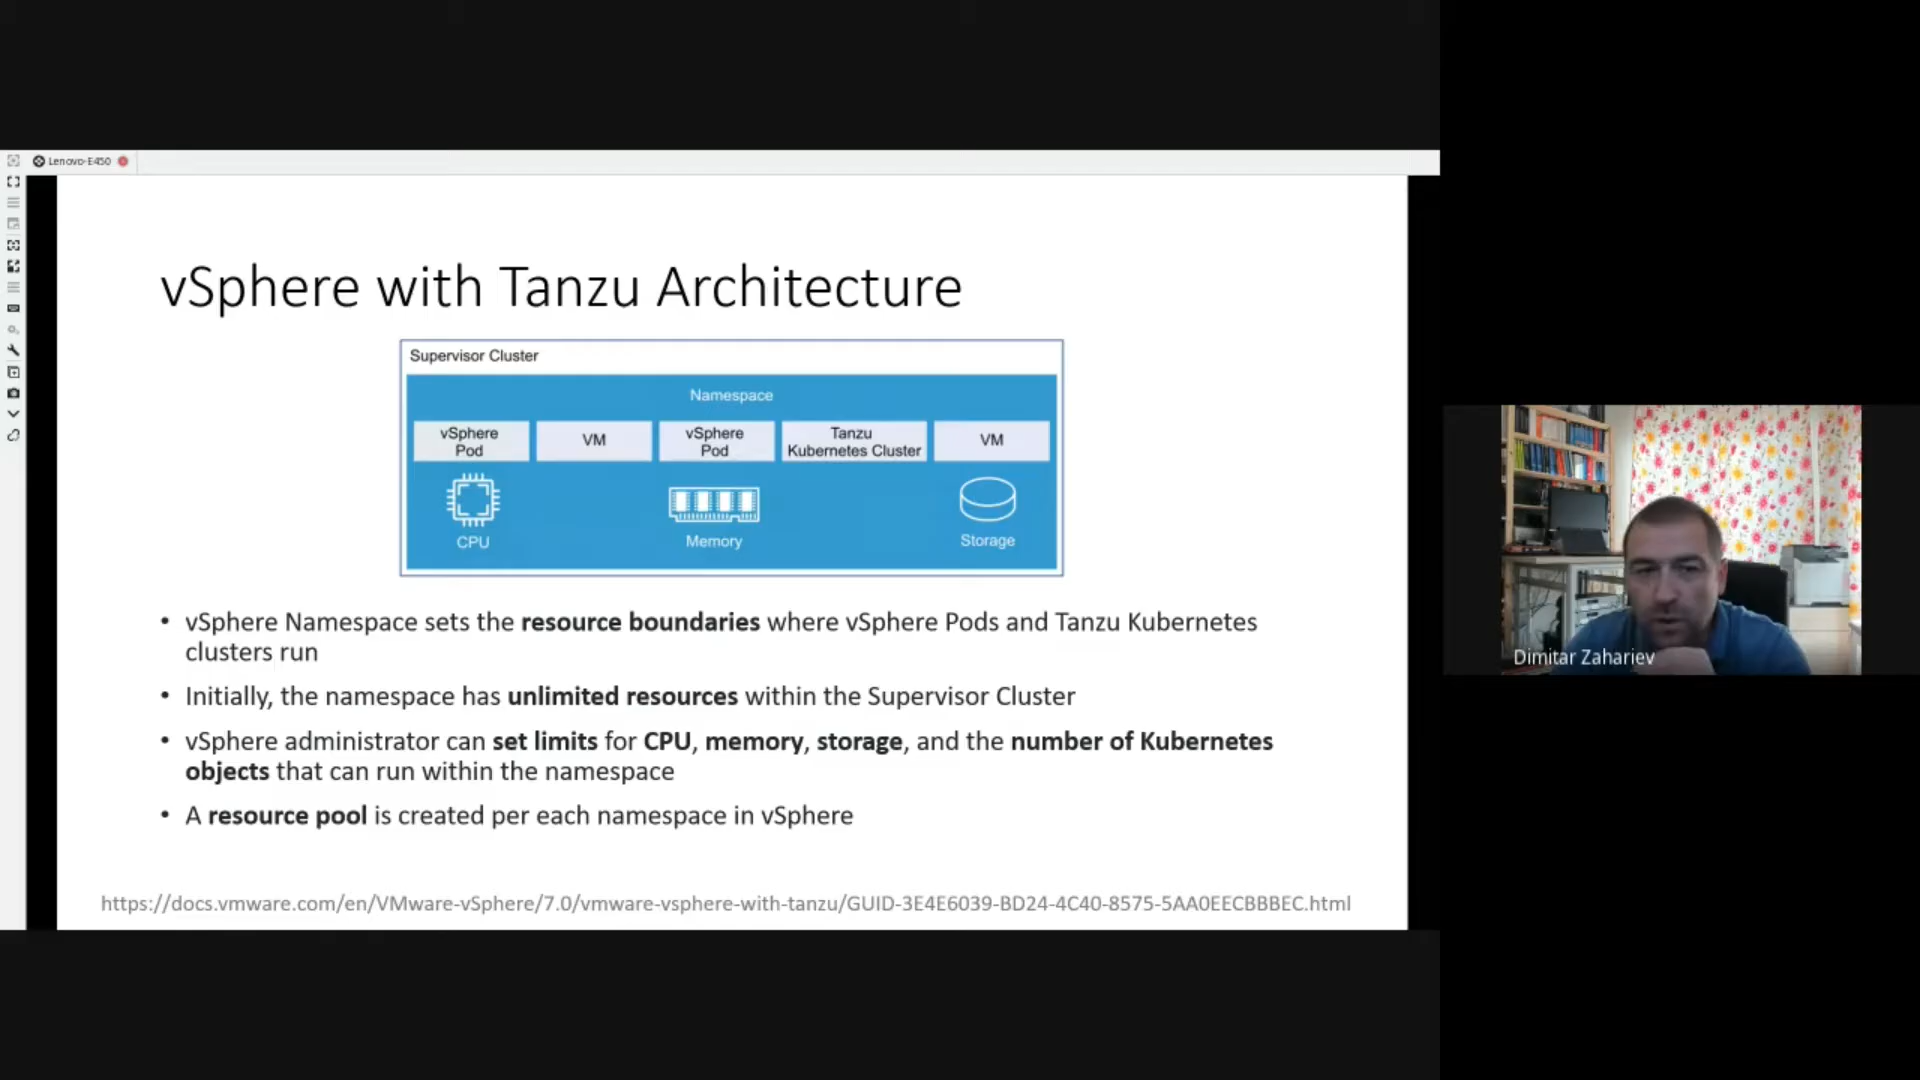 Lenovo-E450
vSphere with Tanzu Architecture
Supervisor Cluster
Namespace
vSphere
Pod
VM
vSphere
Pod
Tanzu
Kubernetes Cluster
VM
CPU
Memory
Storage
• vSphere Namespace sets the resource boundaries where vSphere Pods and Tanzu Kubernetes
clusters run
• Initially, the namespace has unlimited resources within the Supervisor Cluster
• vSphere administrator can set limits for CPU, memory, storage, and the number of Kubernetes
objects that can run within the namespace
• A resource pool is created per each namespace in vSphere
https://docs.vmware.com/en/VMware-vSphere/7.0/vmware-vsphere-with-tanzu/GUID-3E4E6039-BD24-4C40-8575-5AA0EECBBBEC.html
Dimitar Zahariev